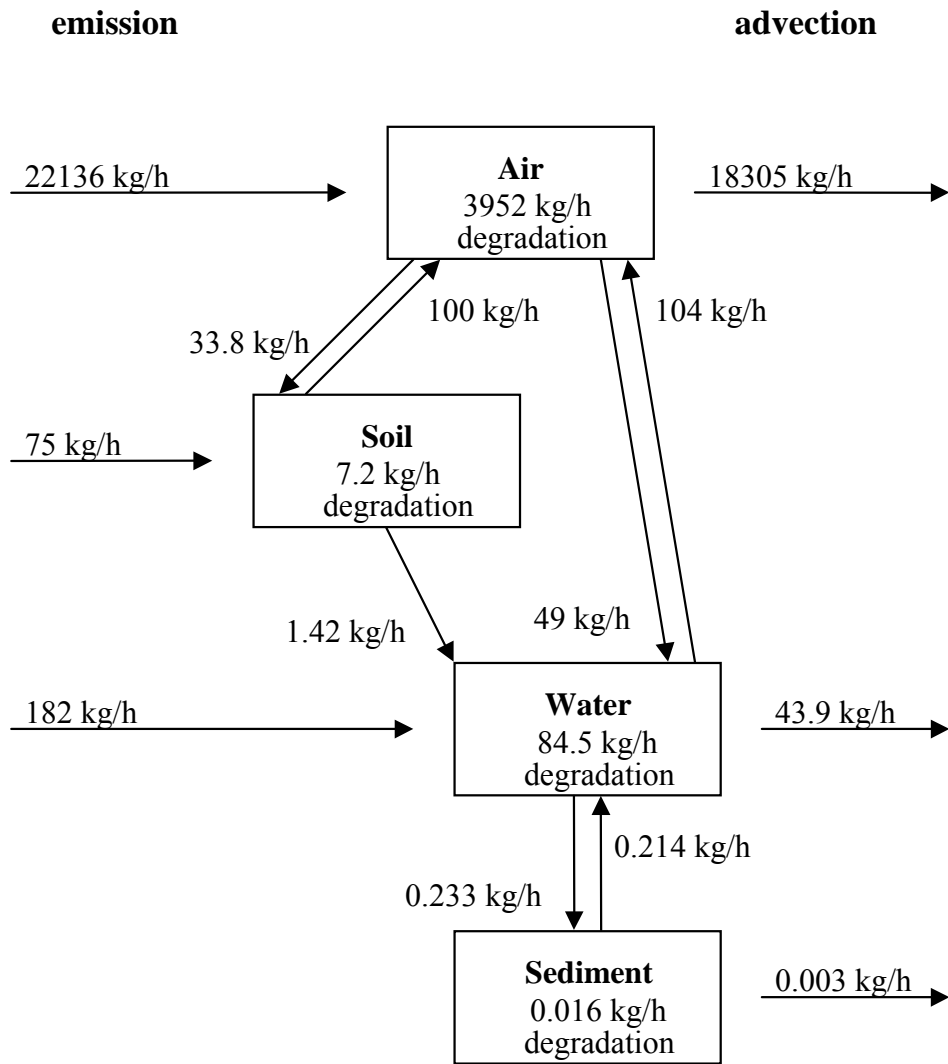 emission
advection
22136 kg/h
Air
3952 kg/h
degradation
18305 kg/h
33.8 kg/h
100 kg/h
104 kg/h
75 kg/h
Soil
7.2 kg/h
degradation
1.42 kg/h
49 kg/h
182 kg/h
Water
84.5 kg/h
degradation
43.9 kg/h
0.233 kg/h
0.214 kg/h
Sediment
0.016 kg/h
degradation
0.003 kg/h